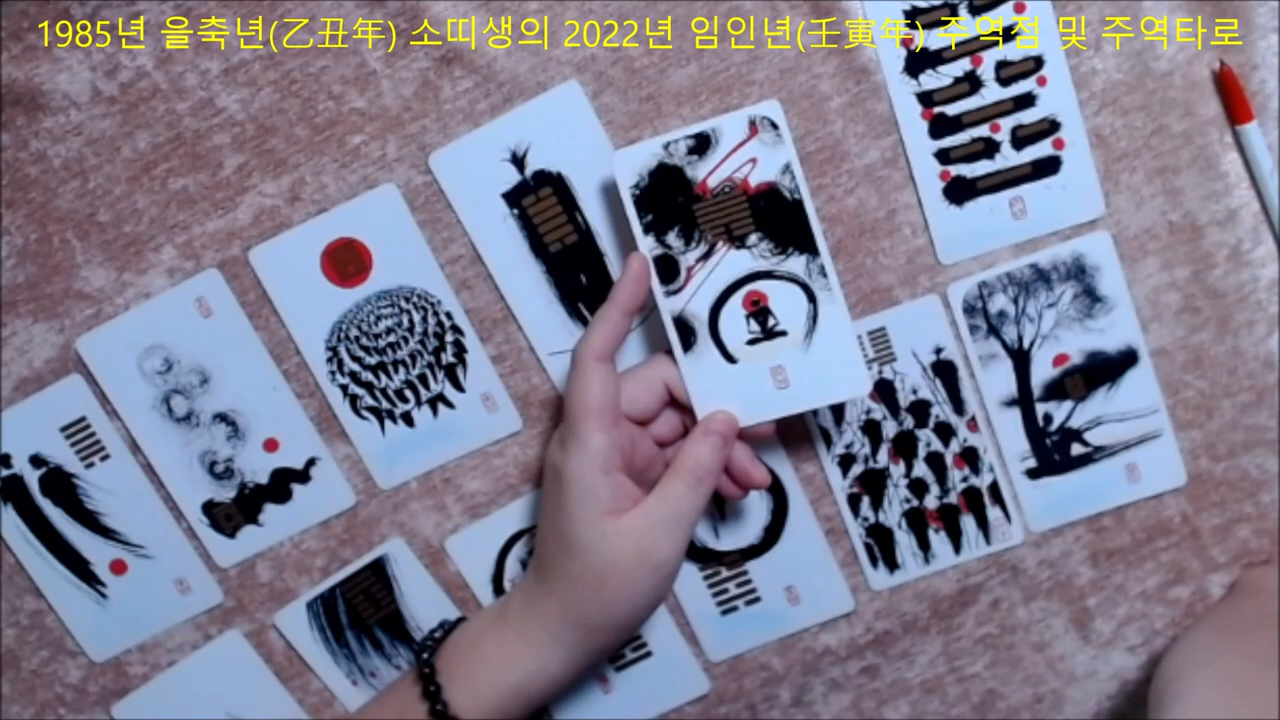 1985년 을축년(乙丑年) 소띠생의 2022년 임인년(壬寅年) 주역점 및 주역타로